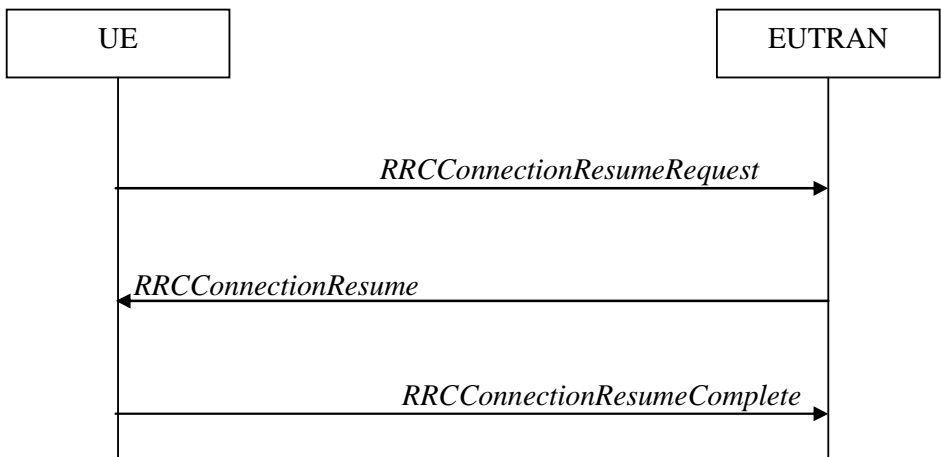 UE
EUTRAN
RRCConnectionResumeRequest
RRCConnectionResume
RRCConnectionResumeComplete